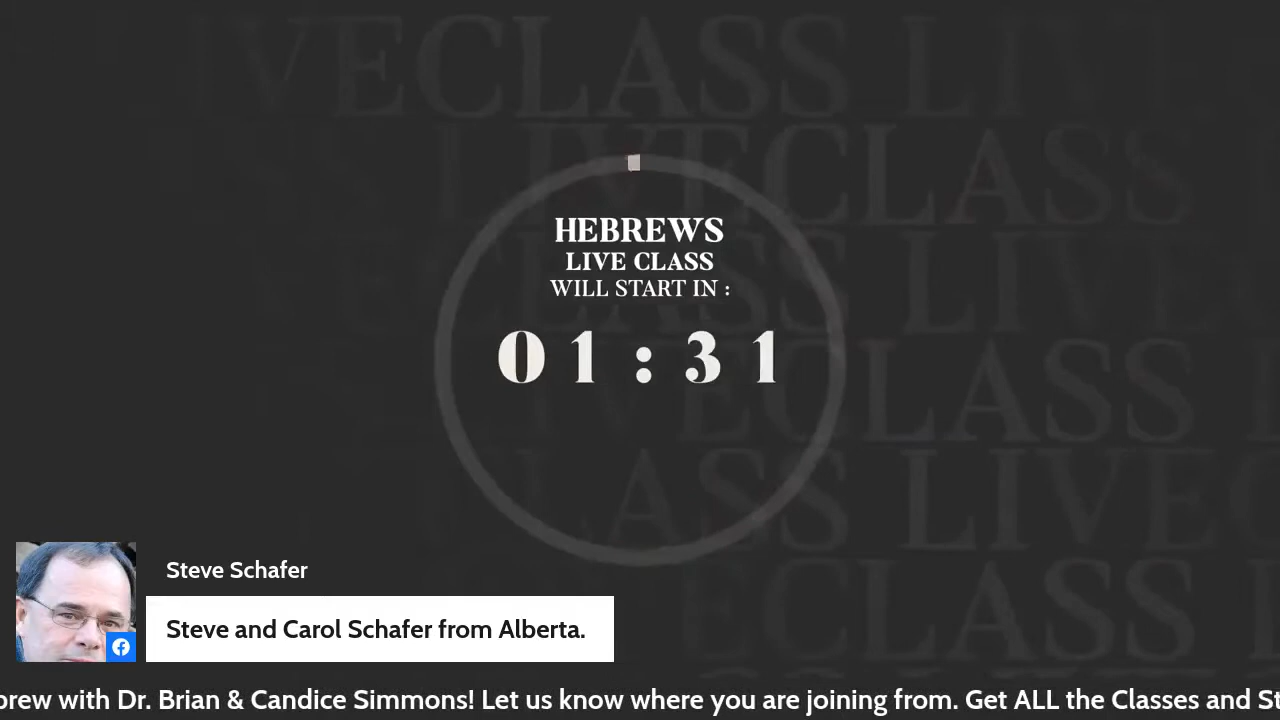 HEBREWS
LIVE CLASS
WILL START IN :
01:31
Steve Schafer
Steve and Carol Schafer from Alberta.
brew with Dr. Brian & Candice Simmons! Let us know where you are joining from. Get ALL the Classes and St